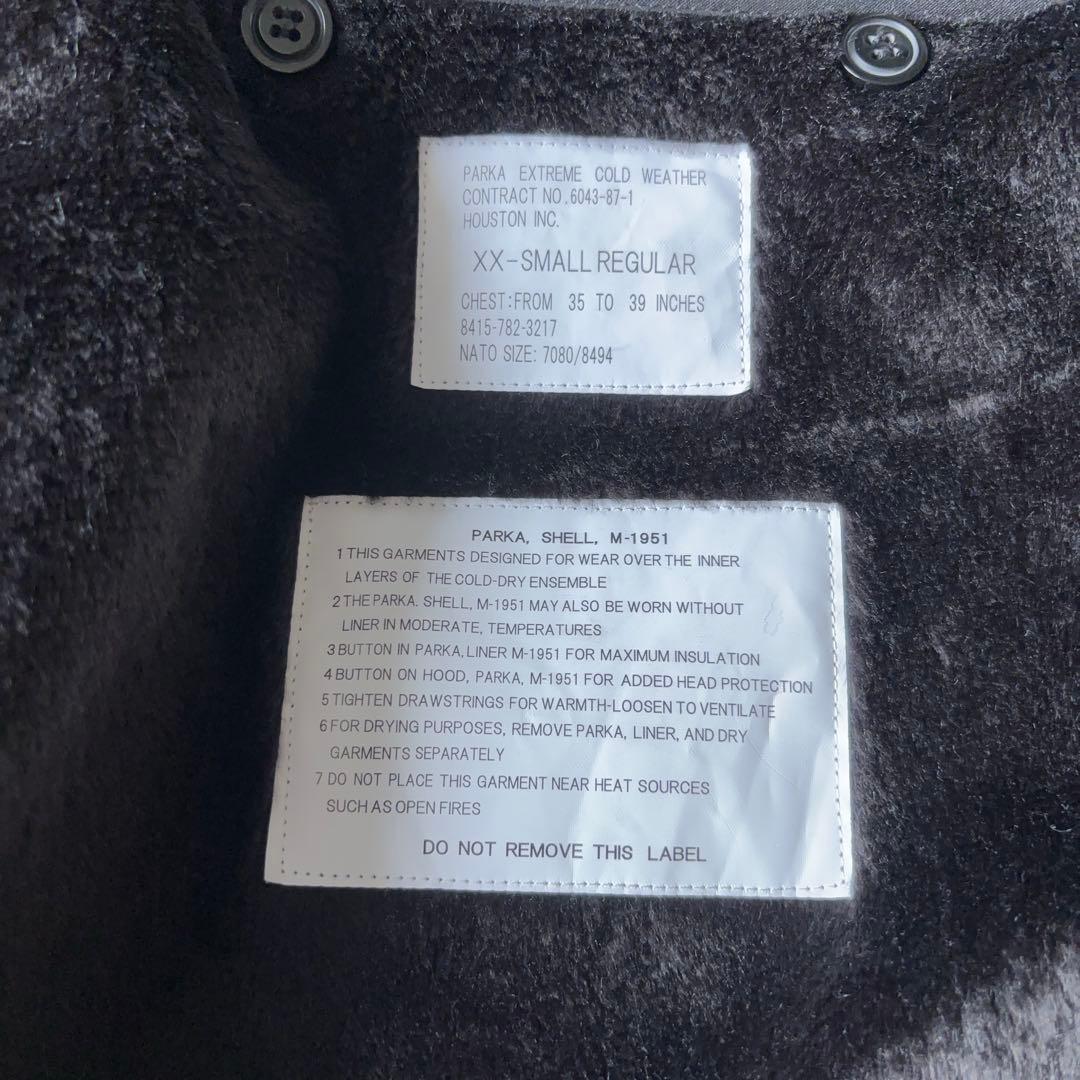 PARKA EXTREME COLD WEATHER
CONTRACT NO.6043-87-1
HOUSTON INC.
XX-SMALL REGULAR
CHEST:FROM 35 TO 39 INCHES
8415-782-3217
NATO SIZE: 7080/8494
PARKA, SHELL, M-1951
1 THIS GARMENTS DESIGNED FOR WEAR OVER THE INNER
LAYERS OF THE COLD-DRY ENSEMBLE
2 THE PARKA. SHELL, M-1951 MAY ALSO BE WORN WITHOUT
LINER IN MODERATE, TEMPERATURES
3 BUTTON IN PARKA, LINER M-1951 FOR MAXIMUM INSULATION
4 BUTTON ON HOOD, PARKA, M-1951 FOR ADDED HEAD PROTECTION
5 TIGHTEN DRAWSTRINGS FOR WARMTH-LOOSEN TO VENTILATE
6 FOR DRYING PURPOSES, REMOVE PARKA, LINER, AND DRY
GARMENTS SEPARATELY
7 DO NOT PLACE THIS GARMENT NEAR HEAT SOURCES
SUCH AS OPEN FIRES
DO NOT REMOVE THIS LABEL